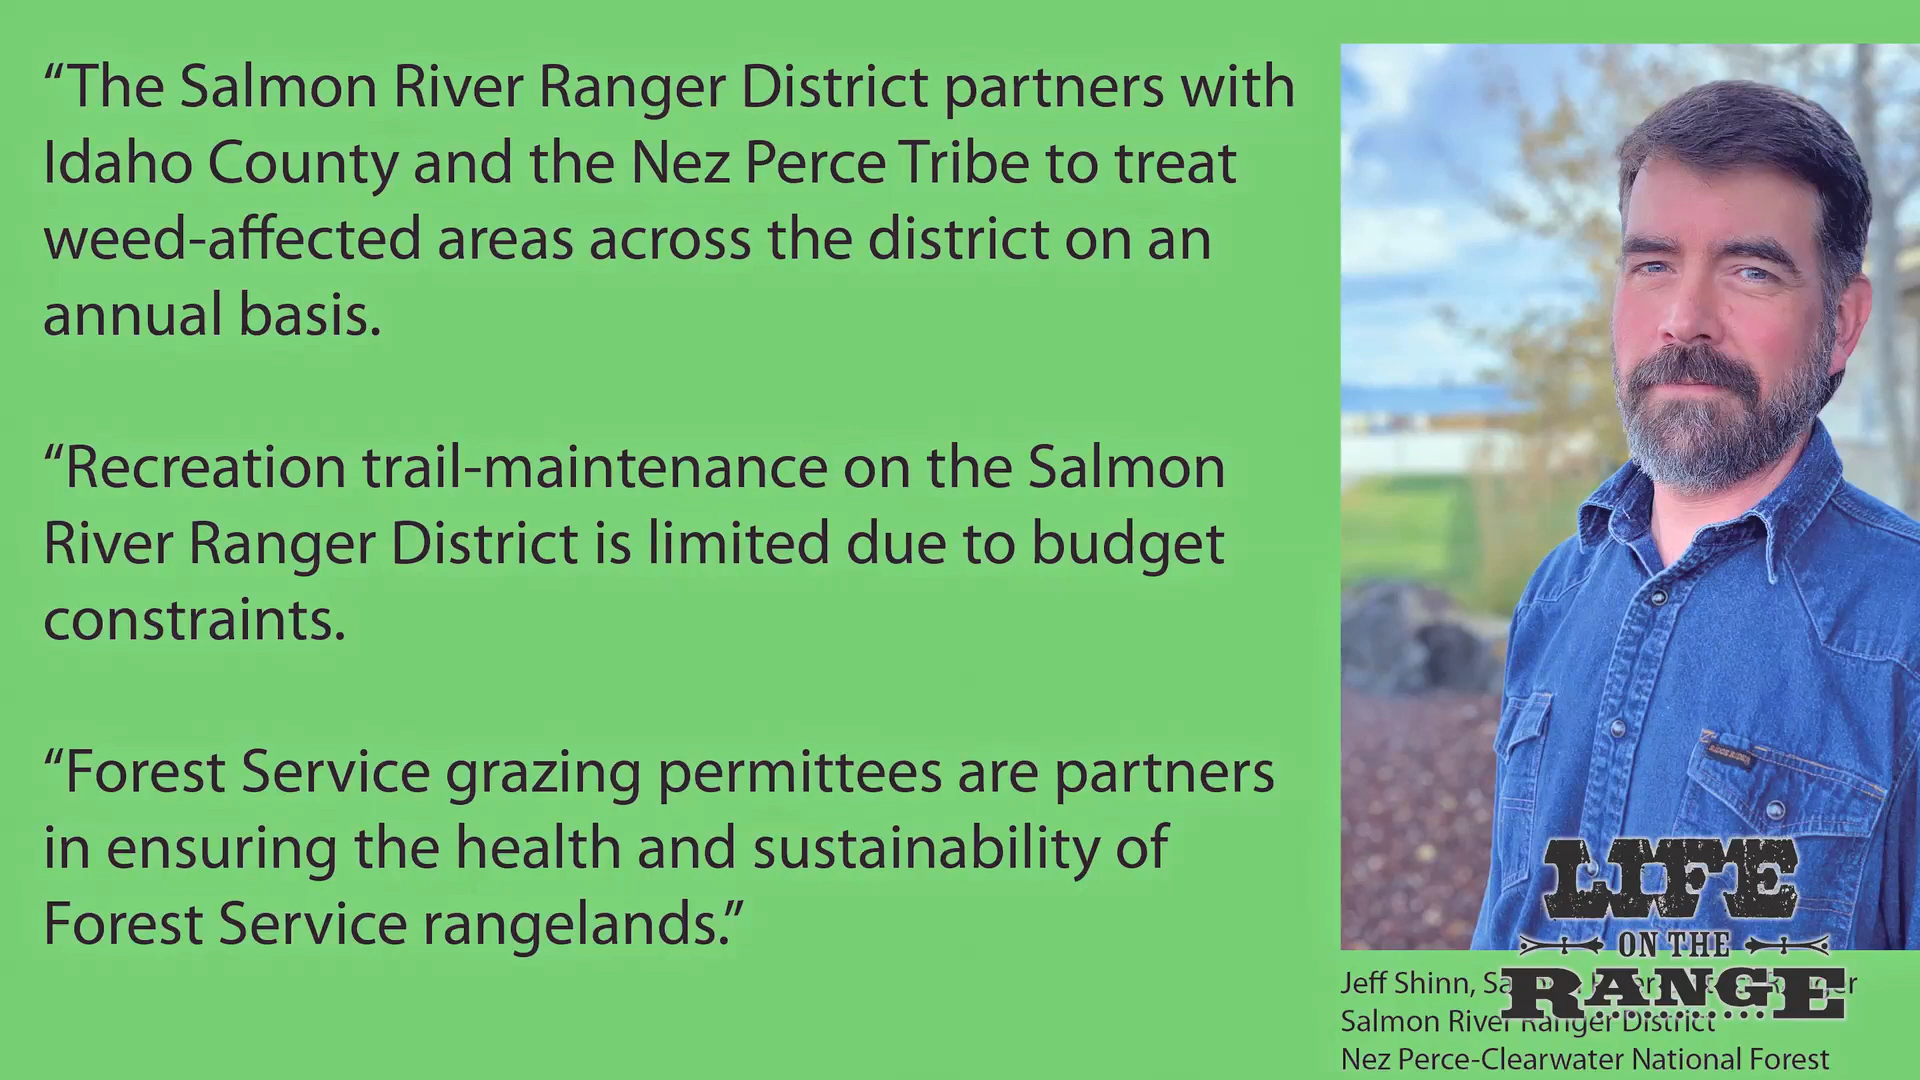 “The Salmon River Ranger District partners with
Idaho County and the Nez Perce Tribe to treat
weed-affected areas across the district on an
annual basis.
“Recreation trail-maintenance on the Salmon
River Ranger District is limited due to budget
constraints.
“Forest Service grazing permittees are partners
in ensuring the health and sustainability of
Forest Service rangelands.”
LIFE
ON THE
RANGE
Jeff Shinn,
Salmon River Ranger District
Nez Perce-Clearwater National Forest